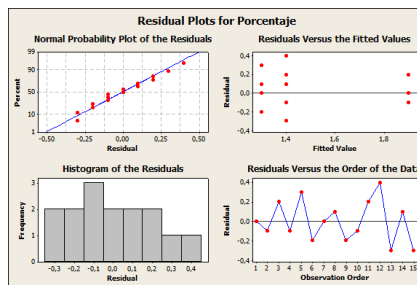 Residual Plots for Porcentaje
Normal Probability Plot of the Residuals
Residuals Versus the Fitted Values
99
90
50
10
1
Percent
-0,50
-0,25
0,00
0,25
0,50
Residual
0,4
0,2
0,0
-0,2
-0,4
Residual
1,4
1,6
1,8
Fitted Value
Histogram of the Residuals
Residuals Versus the Order of the Data
3
2
1
0
Frequency
-0,3
-0,2
-0,1
0,0
0,1
0,2
0,3
0,4
Residual
0,4
0,2
0,0
-0,2
-0,4
Residual
1 2 3 4 5 6 7 8 9 10 11 12 13 14 15
Observation Order